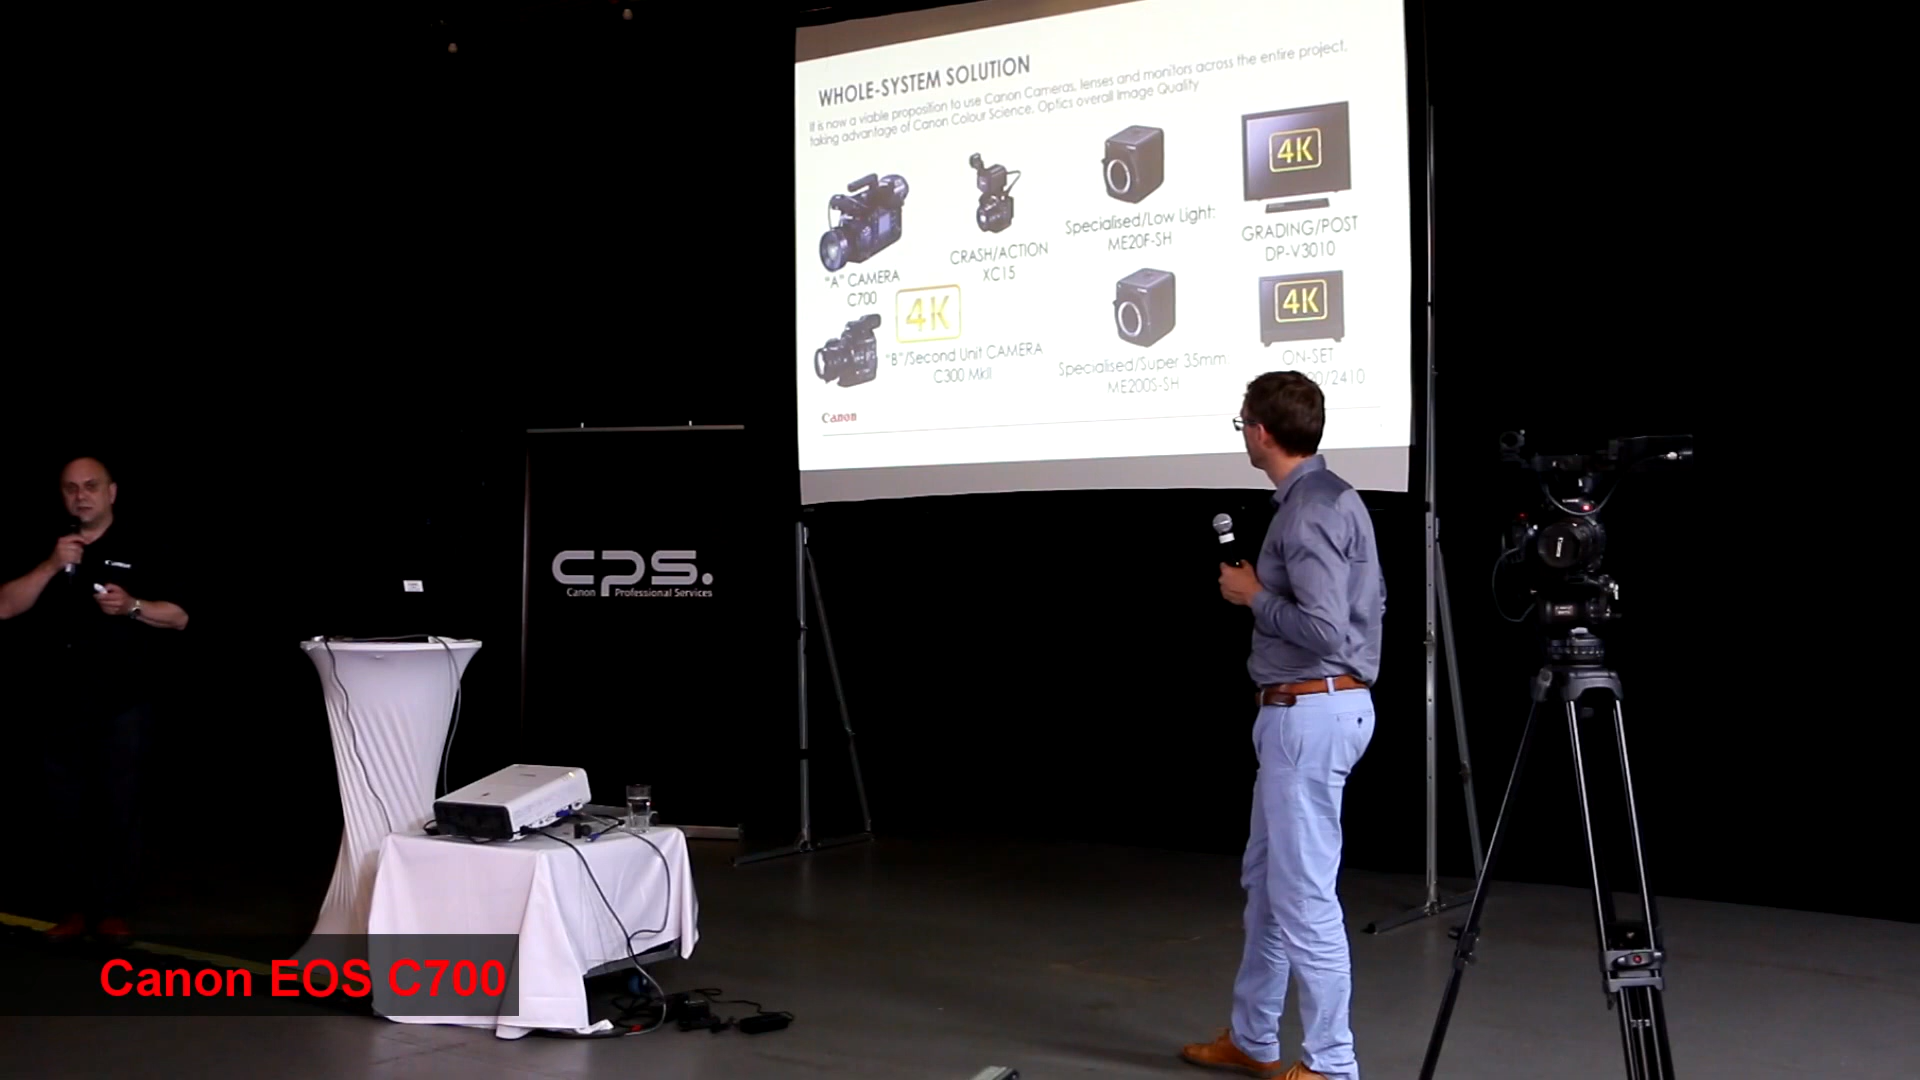 WHOLE-SYSTEM SOLUTION
It is now a viable proposition to use Canon Cameras, lenses and monitors across the entire project,
taking advantage of Canon Colour Science, Optics overall Image Quality
4K
"A" CAMERA
C700
CRASH/ACTION
XC15
Specialised/Low Light:
ME20F-SH
GRADING/POST
DP-V3010
4K
"B"/Second Unit CAMERA
C300 MkII
Specialised/Super 35mm
ME200S-SH
4K
ON-SET
/2410
Canon
CPS.
Canon Professional Services
Canon EOS C700